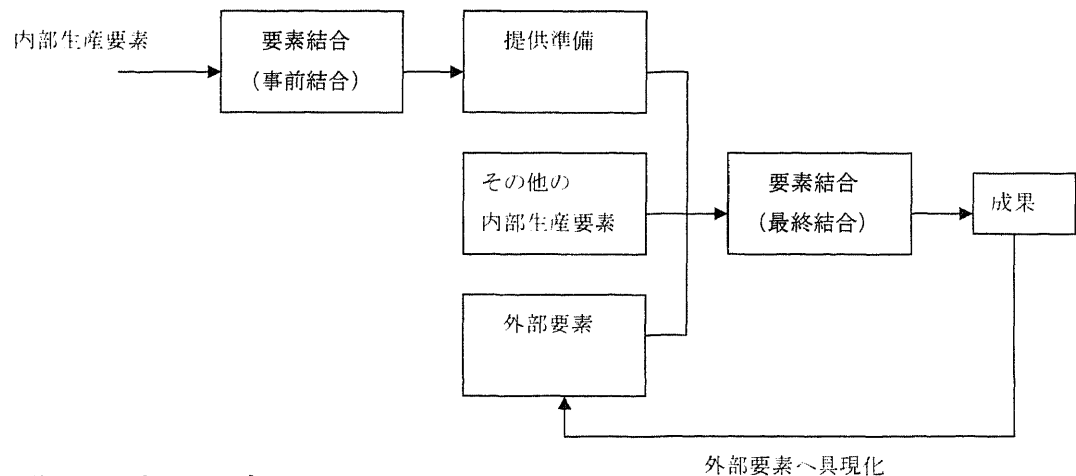 内部生産要素
要素結合
(事前結合)
提供準備
その他の
内部生産要素
外部要素
要素結合
(最終結合)
成果
外部要素へ具現化